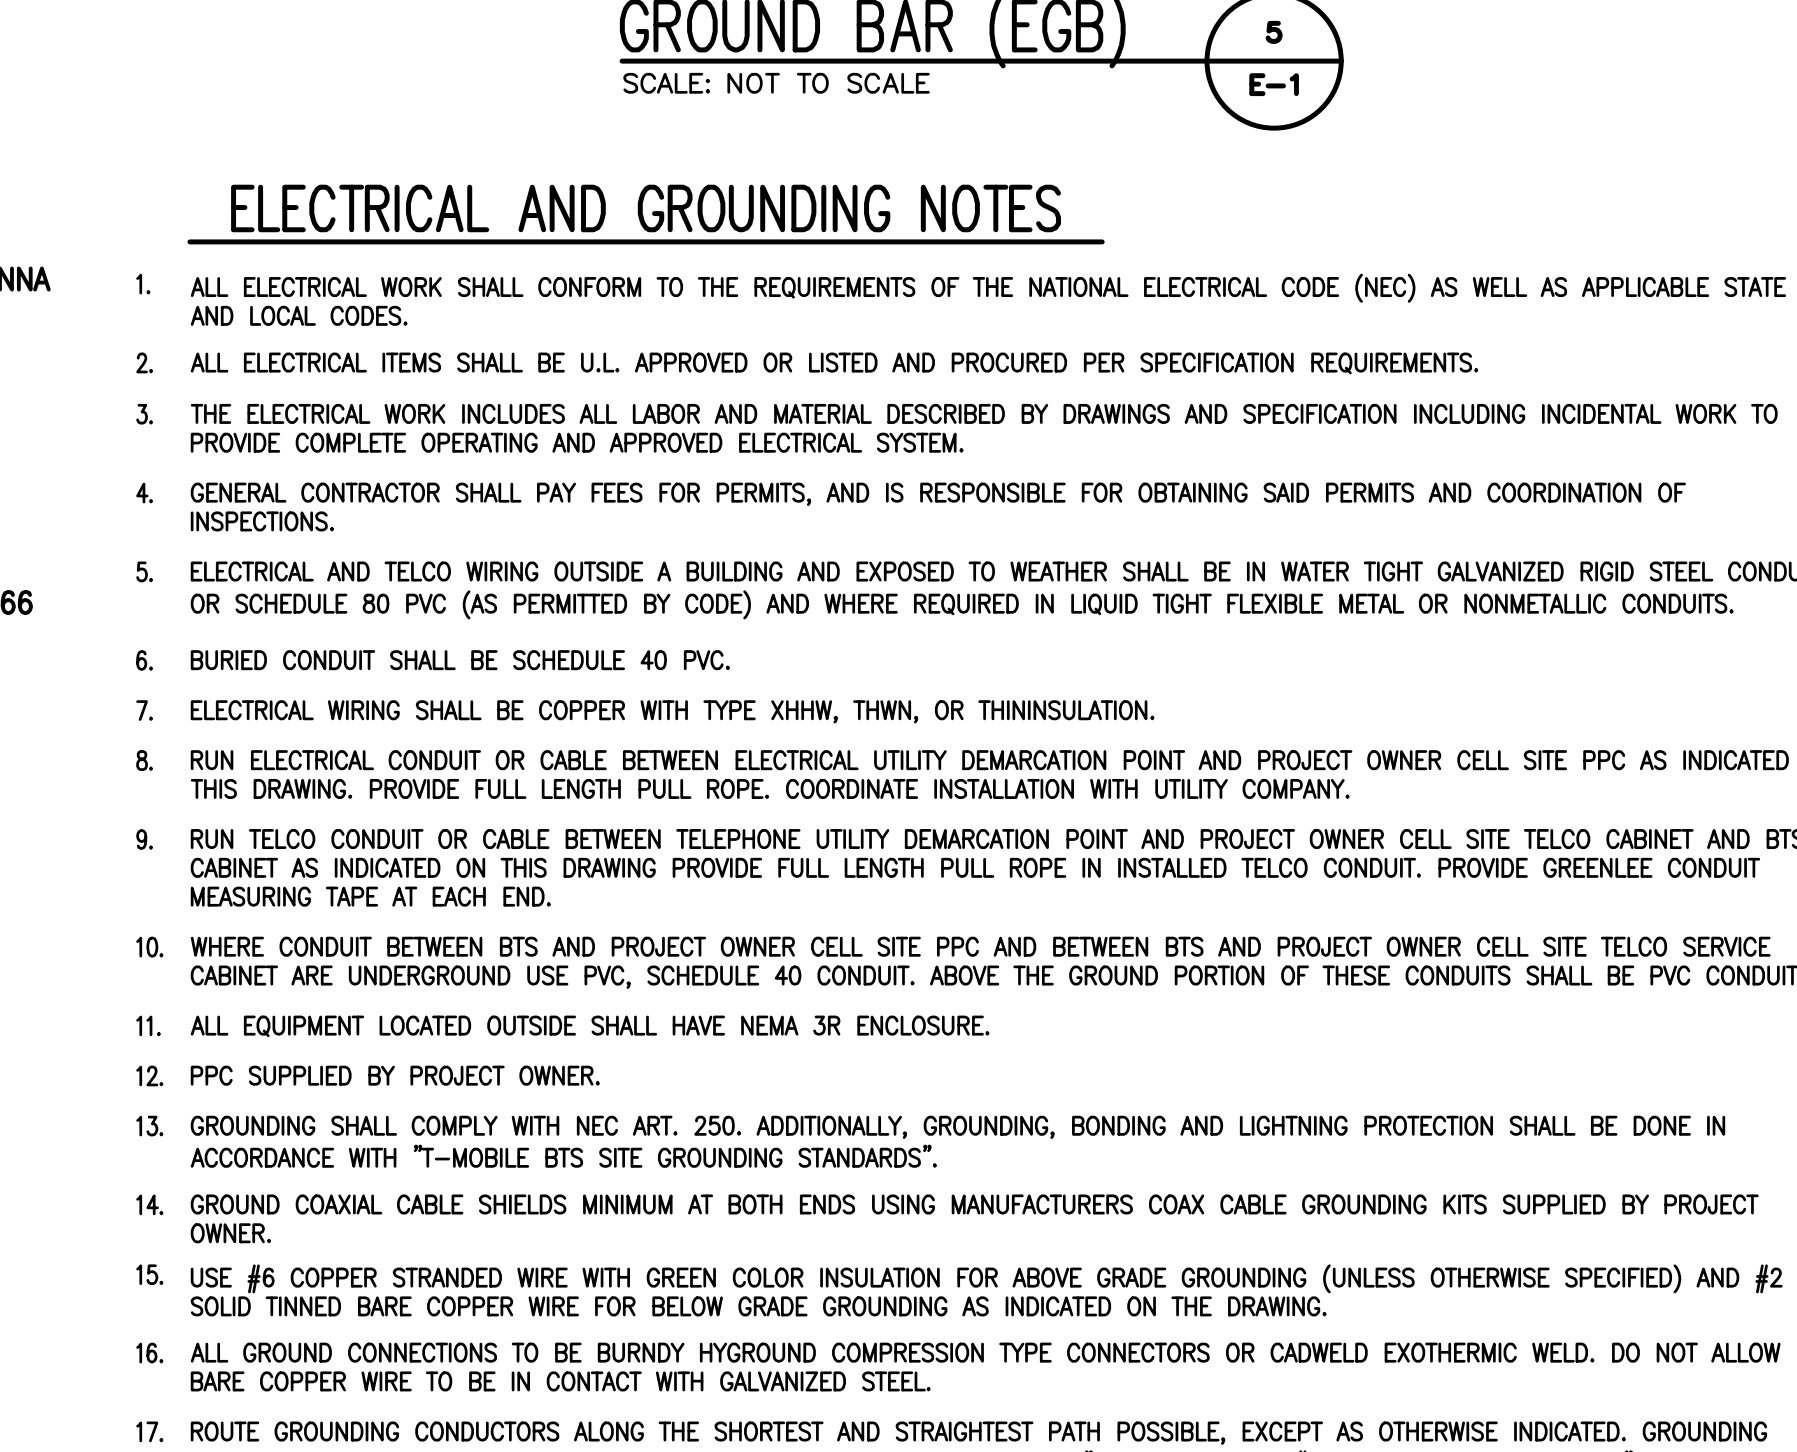 GROUND BAR (EGB)
5
SCALE: NOT TO SCALE
E-1
ELECTRICAL AND GROUNDING NOTES
NNA
66
1. ALL ELECTRICAL WORK SHALL CONFORM TO THE REQUIREMENTS OF THE NATIONAL ELECTRICAL CODE (NEC) AS WELL AS APPLICABLE STATE
AND LOCAL CODES.
2. ALL ELECTRICAL ITEMS SHALL BE U.L. APPROVED OR LISTED AND PROCURED PER SPECIFICATION REQUIREMENTS.
3. THE ELECTRICAL WORK INCLUDES ALL LABOR AND MATERIAL DESCRIBED BY DRAWINGS AND SPECIFICATION INCLUDING INCIDENTAL WORK TO
PROVIDE COMPLETE OPERATING AND APPROVED ELECTRICAL SYSTEM.
4. GENERAL CONTRACTOR SHALL PAY FEES FOR PERMITS, AND IS RESPONSIBLE FOR OBTAINING SAID PERMITS AND COORDINATION OF
INSPECTIONS.
5. ELECTRICAL AND TELCO WIRING OUTSIDE A BUILDING AND EXPOSED TO WEATHER SHALL BE IN WATER TIGHT GALVANIZED RIGID STEEL CONDU
OR SCHEDULE 80 PVC (AS PERMITTED BY CODE) AND WHERE REQUIRED IN LIQUID TIGHT FLEXIBLE METAL OR NONMETALLIC CONDUITS.
6. BURIED CONDUIT SHALL BE SCHEDULE 40 PVC.
7. ELECTRICAL WIRING SHALL BE COPPER WITH TYPE XHHW, THWN, OR THININSULATION.
8. RUN ELECTRICAL CONDUIT OR CABLE BETWEEN ELECTRICAL UTILITY DEMARCATION POINT AND PROJECT OWNER CELL SITE PPC AS INDICATED
THIS DRAWING. PROVIDE FULL LENGTH PULL ROPE. COORDINATE INSTALLATION WITH UTILITY COMPANY.
9. RUN TELCO CONDUIT OR CABLE BETWEEN TELEPHONE UTILITY DEMARCATION POINT AND PROJECT OWNER CELL SITE TELCO CABINET AND BTS
CABINET AS INDICATED ON THIS DRAWING PROVIDE FULL LENGTH PULL ROPE IN INSTALLED TELCO CONDUIT. PROVIDE GREENLEE CONDUIT
MEASURING TAPE AT EACH END.
10. WHERE CONDUIT BETWEEN BTS AND PROJECT OWNER CELL SITE PPC AND BETWEEN BTS AND PROJECT OWNER CELL SITE TELCO SERVICE
CABINET ARE UNDERGROUND USE PVC, SCHEDULE 40 CONDUIT. ABOVE THE GROUND PORTION OF THESE CONDUITS SHALL BE PVC CONDUIT
11. ALL EQUIPMENT LOCATED OUTSIDE SHALL HAVE NEMA 3R ENCLOSURE.
12. PPC SUPPLIED BY PROJECT OWNER.
13. GROUNDING SHALL COMPLY WITH NEC ART. 250. ADDITIONALLY, GROUNDING, BONDING AND LIGHTNING PROTECTION SHALL BE DONE IN
ACCORDANCE WITH "T-MOBILE BTS SITE GROUNDING STANDARDS".
14. GROUND COAXIAL CABLE SHIELDS MINIMUM AT BOTH ENDS USING MANUFACTURERS COAX CABLE GROUNDING KITS SUPPLIED BY PROJECT
OWNER.
15. USE #6 COPPER STRANDED WIRE WITH GREEN COLOR INSULATION FOR ABOVE GRADE GROUNDING (UNLESS OTHERWISE SPECIFIED) AND #2
SOLID TINNED BARE COPPER WIRE FOR BELOW GRADE GROUNDING AS INDICATED ON THE DRAWING.
16. ALL GROUND CONNECTIONS TO BE BURNDY HYGROUND COMPRESSION TYPE CONNECTORS OR CADWELD EXOTHERMIC WELD. DO NOT ALLOW
BARE COPPER WIRE TO BE IN CONTACT WITH GALVANIZED STEEL.
17. ROUTE GROUNDING CONDUCTORS ALONG THE SHORTEST AND STRAIGHTEST PATH POSSIBLE, EXCEPT AS OTHERWISE INDICATED. GROUNDING